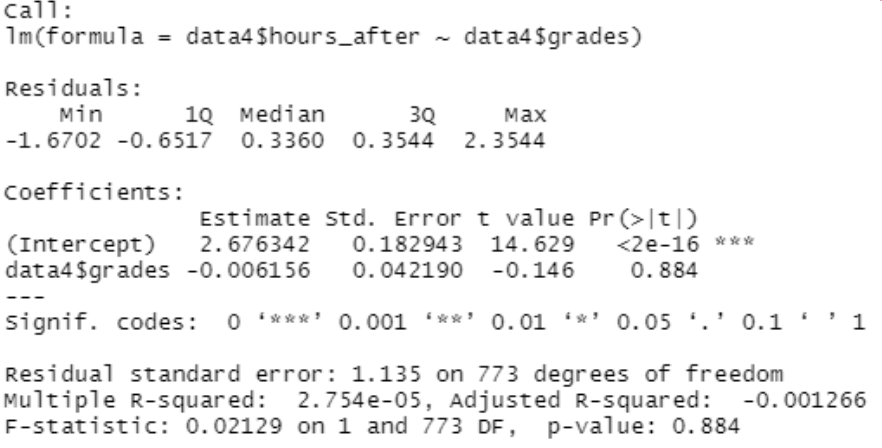 Call:
lm(formula = data4$hours_after ~ data4$grades)
Residuals:
Min 1Q Median 3Q Max
-1.6702 -0.6517 0.3360 0.3544 2.3544
Coefficients:
Estimate Std. Error t value Pr(>|t|)
(Intercept) 2.676342 0.182943 14.629 <2e-16 ***
data4$grades -0.006156 0.042190 -0.146 0.884
---
Signif. codes: 0 ‘***’ 0.001 ‘**’ 0.01 ‘*’ 0.05 ‘.’ 0.1 ‘ ’ 1
Residual standard error: 1.135 on 773 degrees of freedom
Multiple R-squared: 2.754e-05, Adjusted R-squared: -0.001266
F-statistic: 0.02129 on 1 and 773 DF, p-value: 0.884